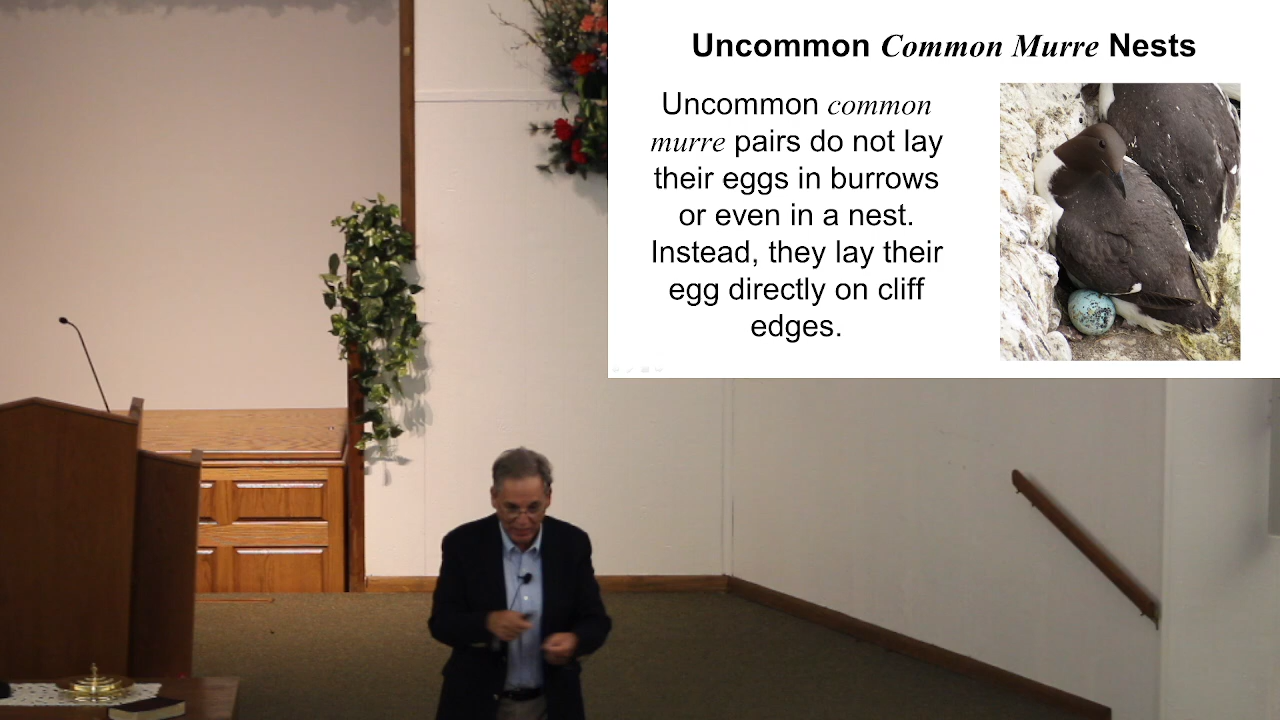 Uncommon Common Murre Nests
Uncommon common
murre pairs do not lay
their eggs in burrows
or even in a nest.
Instead, they lay their
egg directly on cliff
edges.